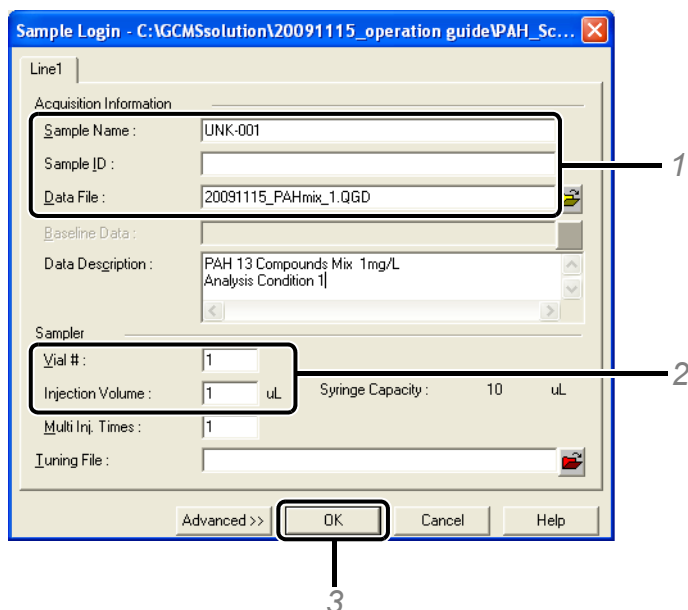 Sample Login - C:\GCMSsolution\20091115_operation guide\PAH_Sc...
Line1
Acquisition Information
Sample Name : UNK-001
Sample ID :
1
Data File : 20091115_PAHmix_1.QGD
Baseline Data :
Data Description : PAH 13 Compounds Mix 1mg/L
Analysis Condition 1
Sampler
Vial # : 1
2
Injection Volume : 1 uL Syringe Capacity : 10 uL
Multi Inj. Times : 1
Tuning File :
Advanced >> OK Cancel Help
3